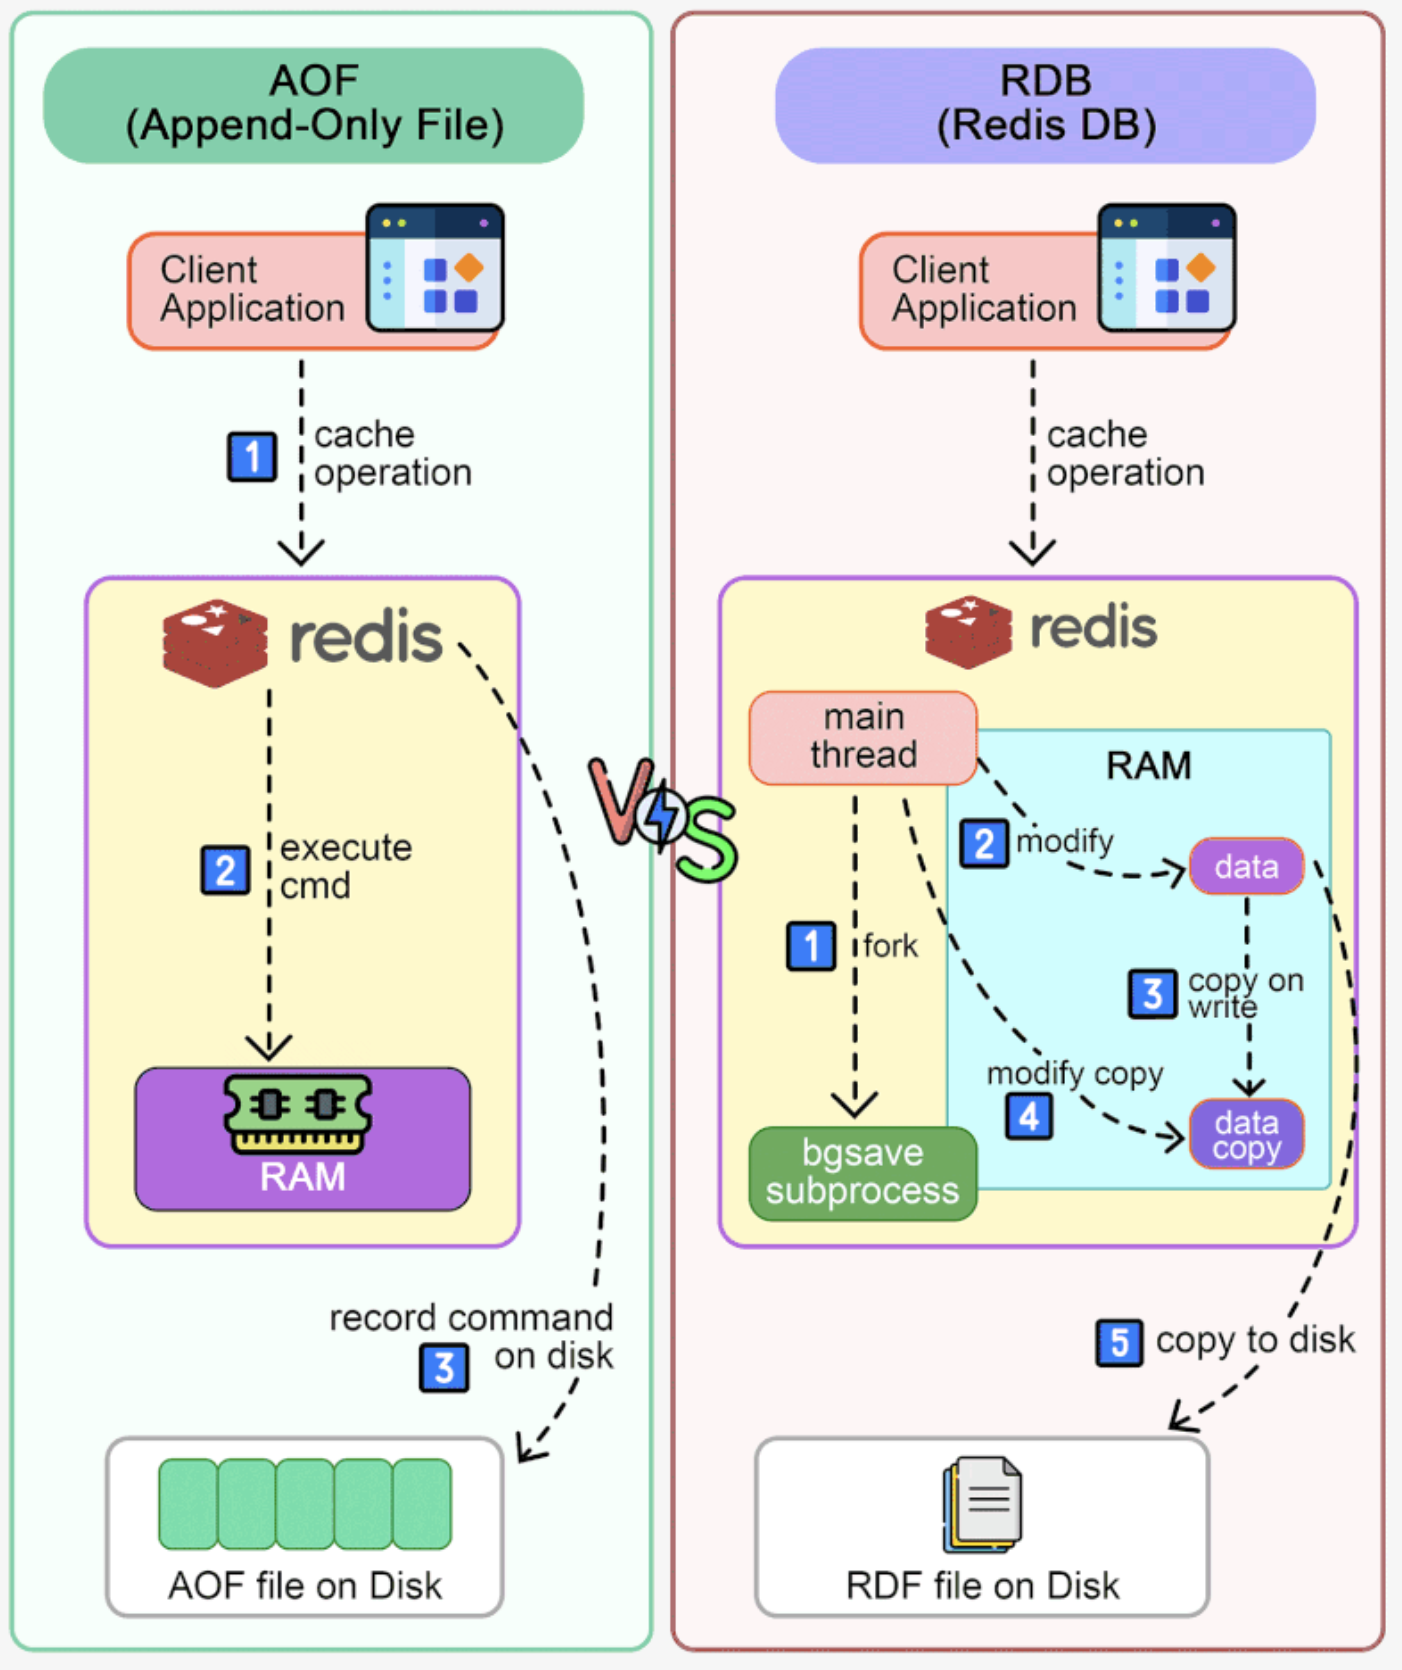 AOF
(Append-Only File)
Client
Application
1
cache
operation
redis
2
execute
cmd
RAM
record command
3
on disk
AOF file on Disk
VS
RDB
(Redis DB)
Client
Application
cache
operation
redis
main
thread
RAM
2
modify
data
1
fork
3
copy on
write
modify copy
4
data
copy
bgsave
subprocess
5
copy to disk
RDF file on Disk